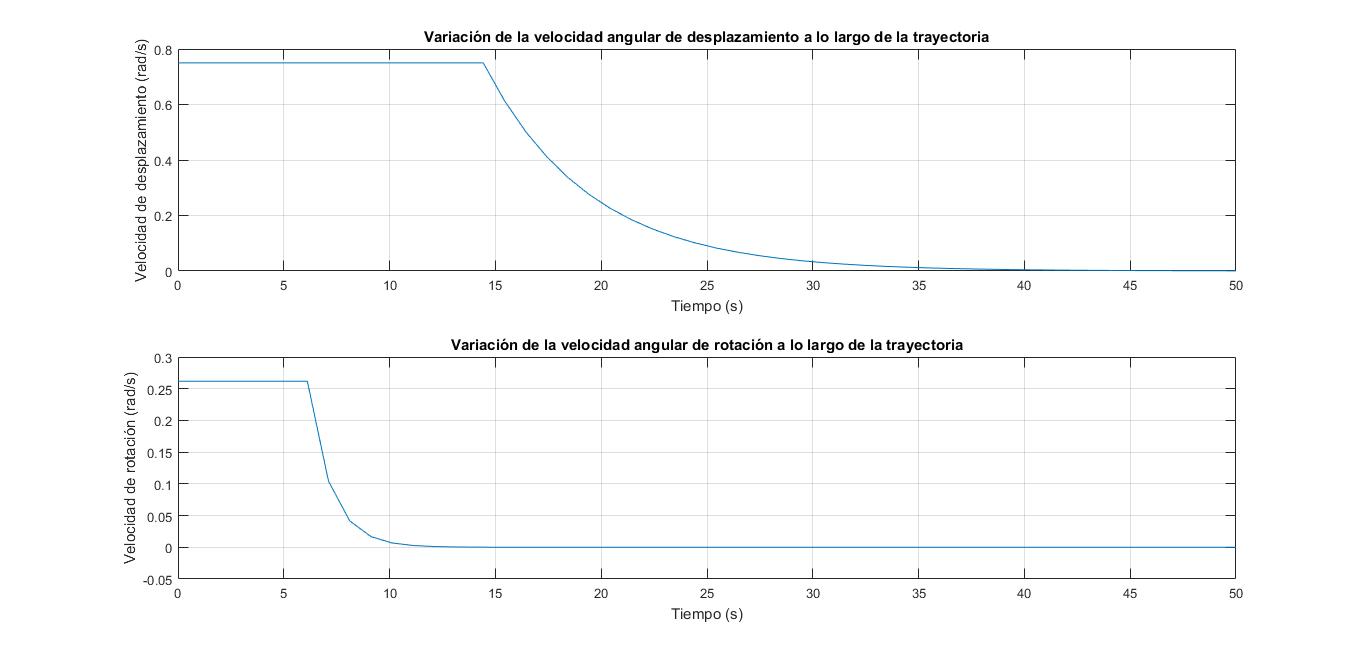 Variación de la velocidad angular de desplazamiento a lo largo de la trayectoria
Velocidad de desplazamiento (rad/s)
0.8
0.6
0.4
0.2
0
0 5 10 15 20 25 30 35 40 45 50
Tiempo (s)
Variación de la velocidad angular de rotación a lo largo de la trayectoria
Velocidad de rotación (rad/s)
0.3
0.25
0.2
0.15
0.1
0.05
0
-0.05
0 5 10 15 20 25 30 35 40 45 50
Tiempo (s)